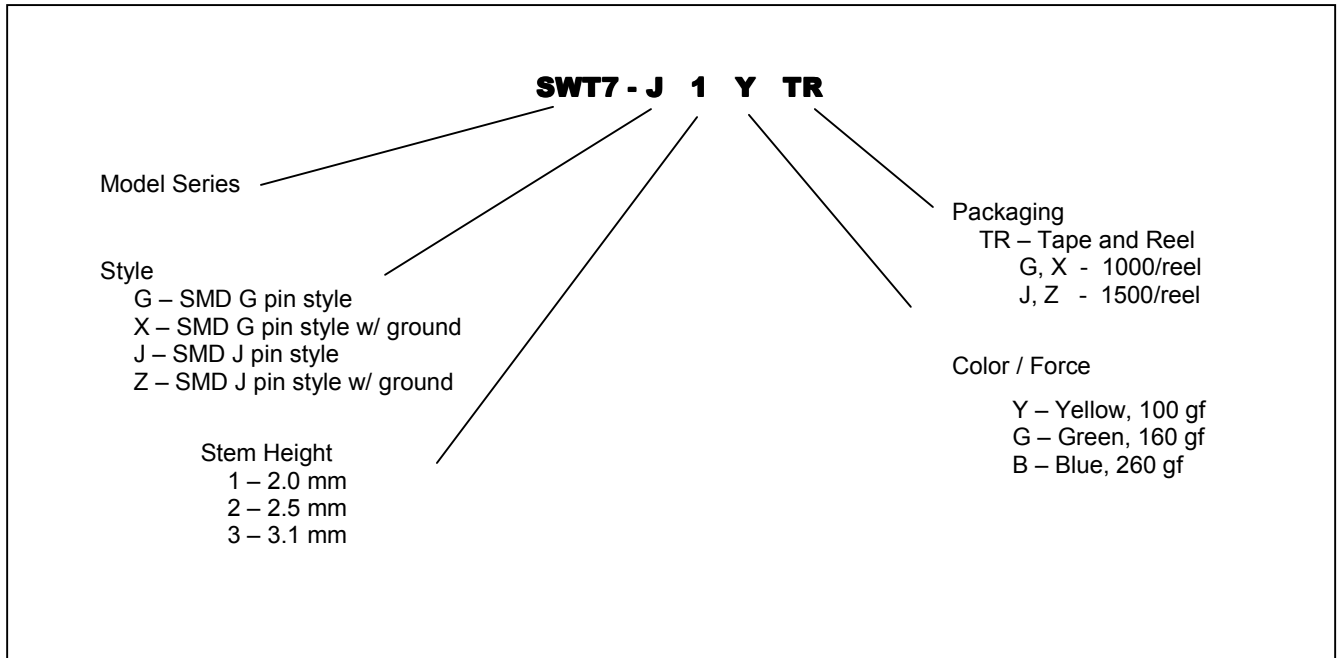 SWT7 - J 1 Y TR
Model Series
Style
G – SMD G pin style
X – SMD G pin style w/ ground
J – SMD J pin style
Z – SMD J pin style w/ ground
Stem Height
1 – 2.0 mm
2 – 2.5 mm
3 – 3.1 mm
Packaging
TR – Tape and Reel
G, X - 1000/reel
J, Z - 1500/reel
Color / Force
Y – Yellow, 100 gf
G – Green, 160 gf
B – Blue, 260 gf